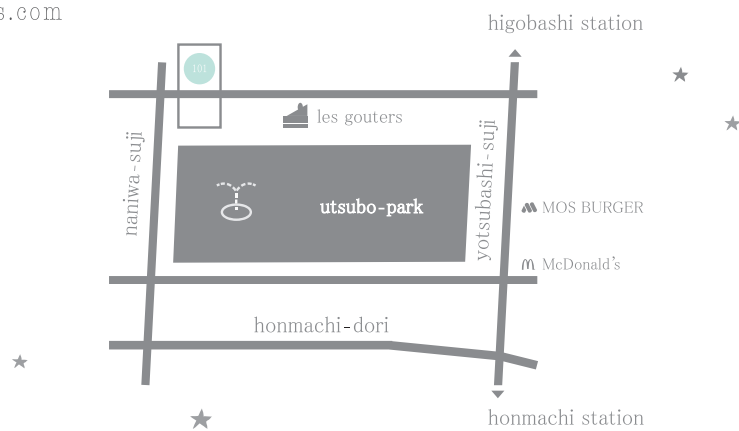 s.com
higobashi station
101
les gouters
naniwa-suji
yotsubashi-suji
utsubo-park
MOS BURGER
McDonald's
honmachi-dori
honmachi station